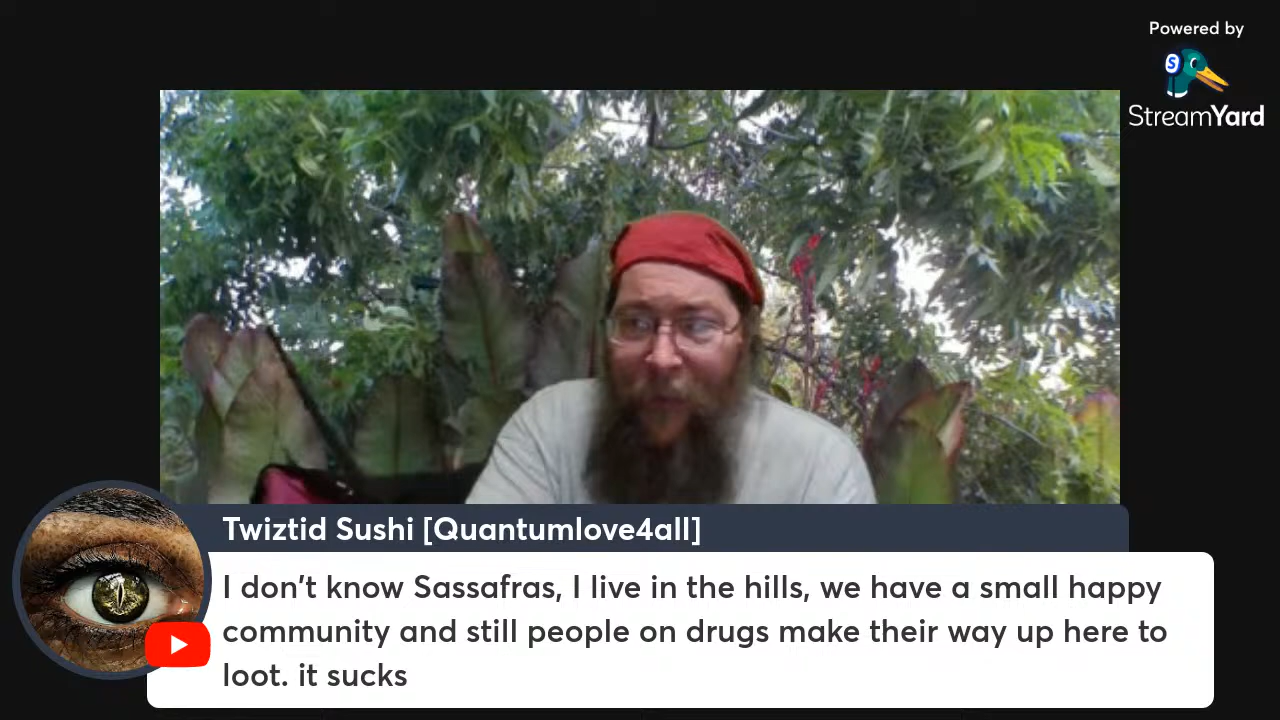 Powered by
StreamYard
Twiztid Sushi [Quantumlove4all]
I don't know Sassafras, I live in the hills, we have a small happy
community and still people on drugs make their way up here to
loot. it sucks